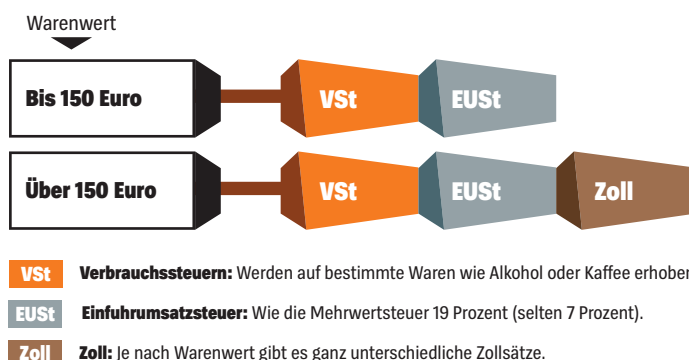 Warenwert
Bis 150 Euro VSt EUSt
Über 150 Euro VSt EUSt Zoll
VSt Verbrauchssteuern: Werden auf bestimmte Waren wie Alkohol oder Kaffee erhoben
EUSt Einfuhrumsatzsteuer: Wie die Mehrwertsteuer 19 Prozent (selten 7 Prozent).
Zoll Zoll: Je nach Warenwert gibt es ganz unterschiedliche Zollsätze.